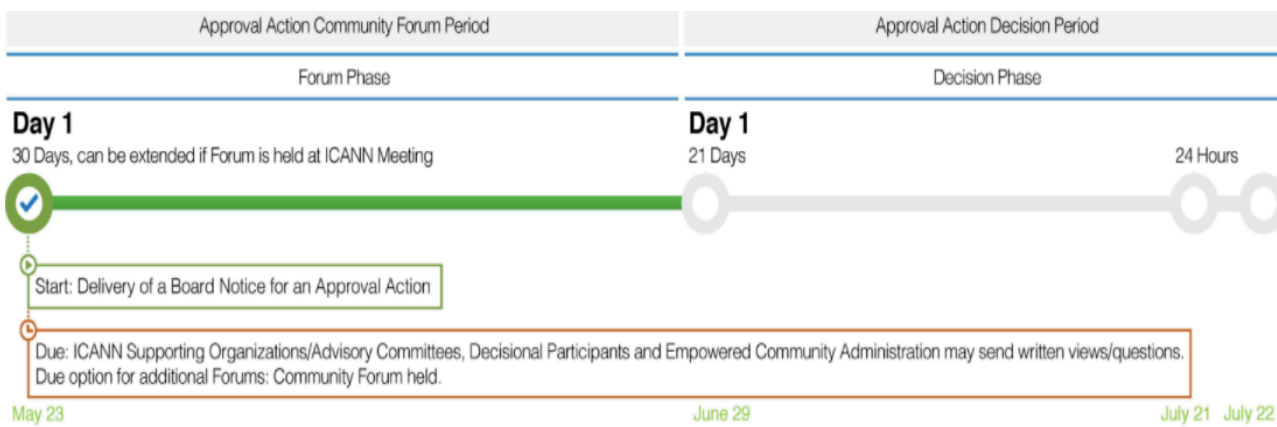 Approval Action Community Forum Period
Approval Action Decision Period
Forum Phase
Decision Phase
Day 1
Day 1
30 Days, can be extended if Forum is held at ICANN Meeting
21 Days
24 Hours
Start: Delivery of a Board Notice for an Approval Action
Due: ICANN Supporting Organizations/Advisory Committees, Decisional Participants and Empowered Community Administration may send written views/questions.
Due option for additional Forums: Community Forum held.
May 23
June 29
July 21
July 22